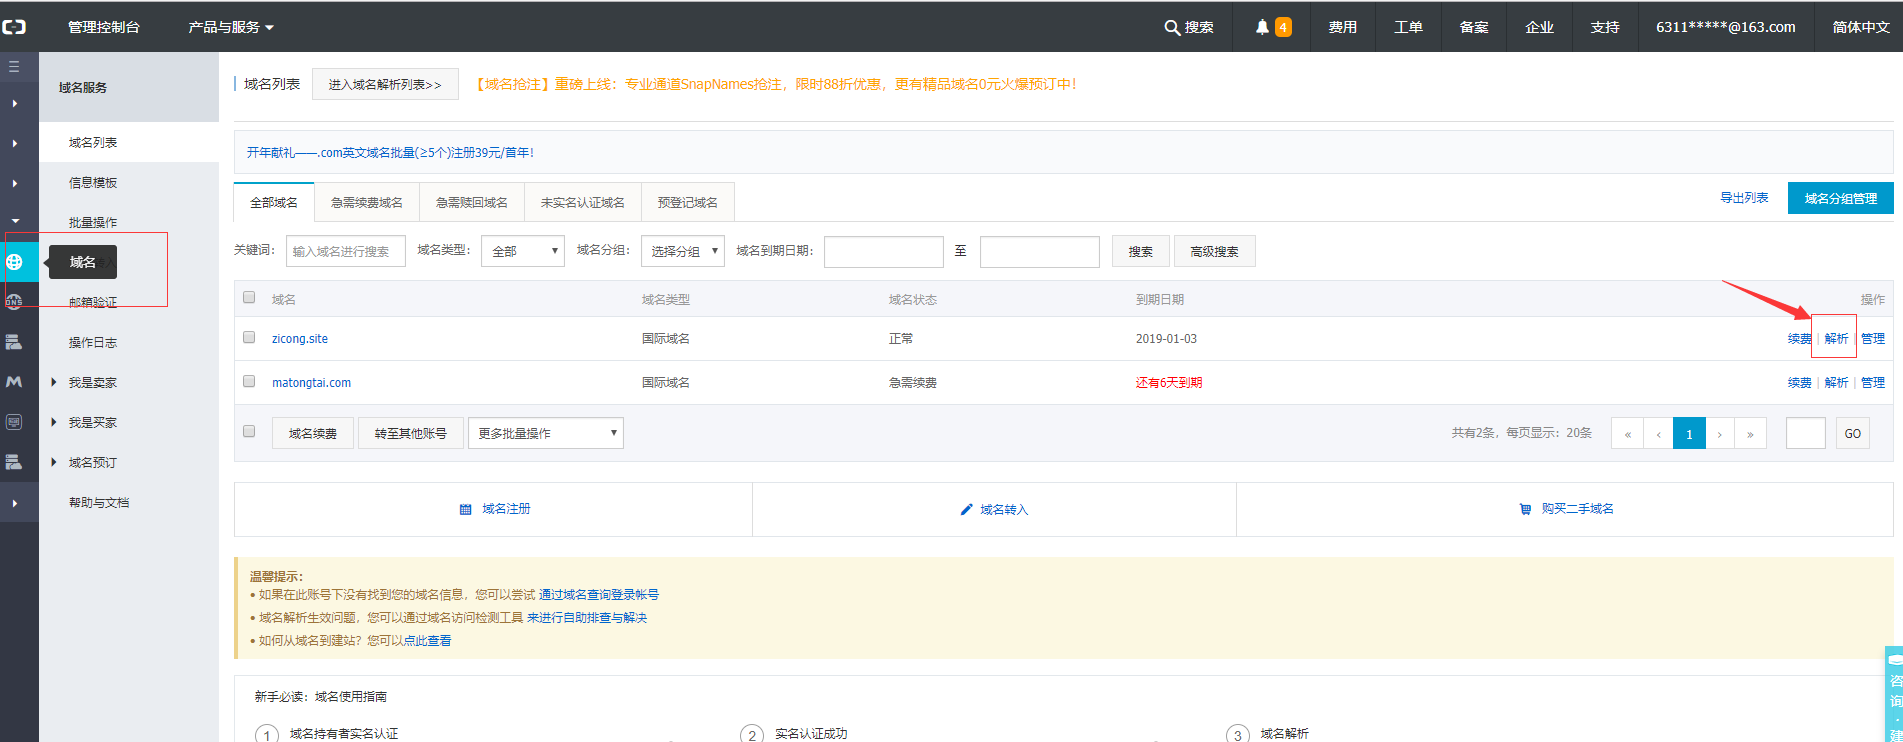 管理控制台 产品与服务 搜索 4 费用 工单 备案 企业 支持 6311*****@163.com 简体中文
域名服务
域名列表
信息模板
批量操作
域名
邮箱验证
操作日志
我是卖家
我是买家
域名预订
帮助与文档
DNS
域名列表 进入域名解析列表>> 【域名抢注】重磅上线：专业通道SnapNames抢注，限时88折优惠，更有精品域名0元火爆预订中！
开年献礼——.com英文域名批量(≥5个)注册39元/首年！
全部域名 急需续费域名 急需赎回域名 未实名认证域名 预登记域名 导出列表 域名分组管理
关键词： 输入域名进行搜索 域名类型： 全部 域名分组： 选择分组 域名到期日期： 至 搜索 高级搜索
域名 域名类型 域名状态 到期日期 操作
zicong.site 国际域名 正常 2019-01-03 续费 | 解析 | 管理
matongtai.com 国际域名 急需续费 还有6天到期 续费 | 解析 | 管理
域名续费 转至其他账号 更多批量操作 共有2条，每页显示：20条 « ‹ 1 › » GO
域名注册 域名转入 购买二手域名
温馨提示：
• 如果在此账号下没有找到您的域名信息，您可以尝试 通过域名查询登录帐号
• 域名解析生效问题，您可以通过域名访问检测工具 来进行自助排查与解决
• 如何从域名到建站？您可以点此查看
新手必读：域名使用指南
1 域名持有者实名认证 2 实名认证成功 3 域名解析
咨询·建